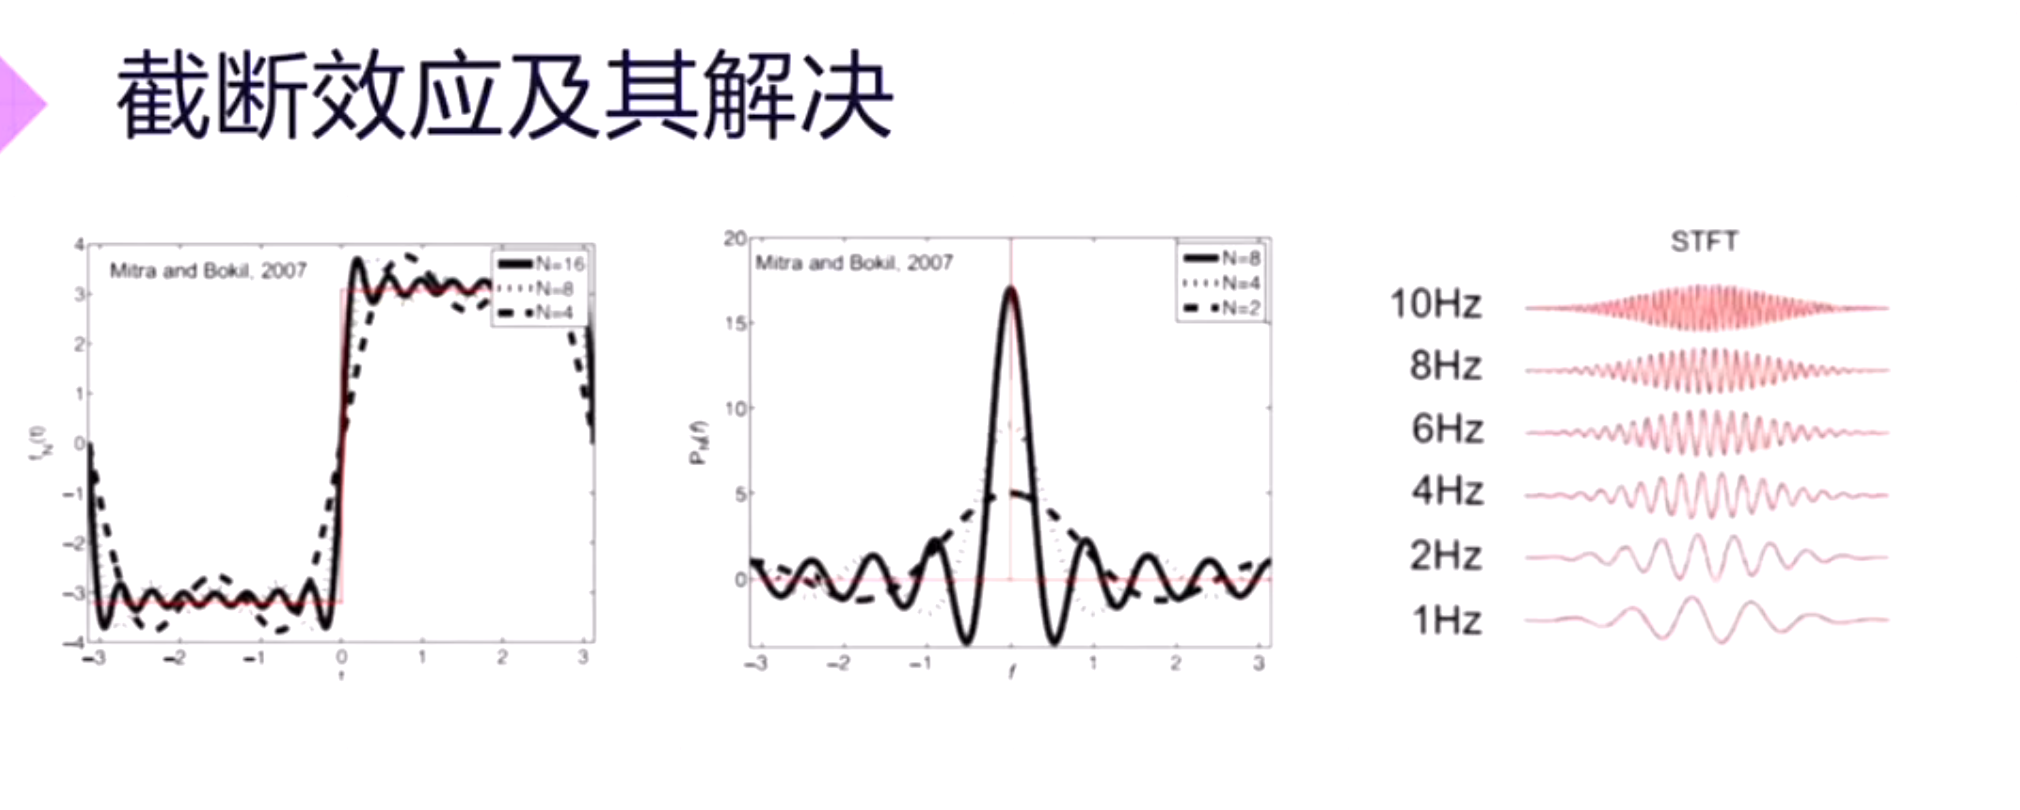 截断效应及其解决
Mitra and Bokil, 2007
N=16
N=8
N=4
4
3
2
1
0
−1
−2
−3
−4
−3 −2 −1 0 1 2 3
f
f_N(f)
Mitra and Bokil, 2007
N=8
N=4
N=2
20
15
10
5
0
−3 −2 −1 1 2 3
f
P_N(f)
STFT
10Hz
8Hz
6Hz
4Hz
2Hz
1Hz